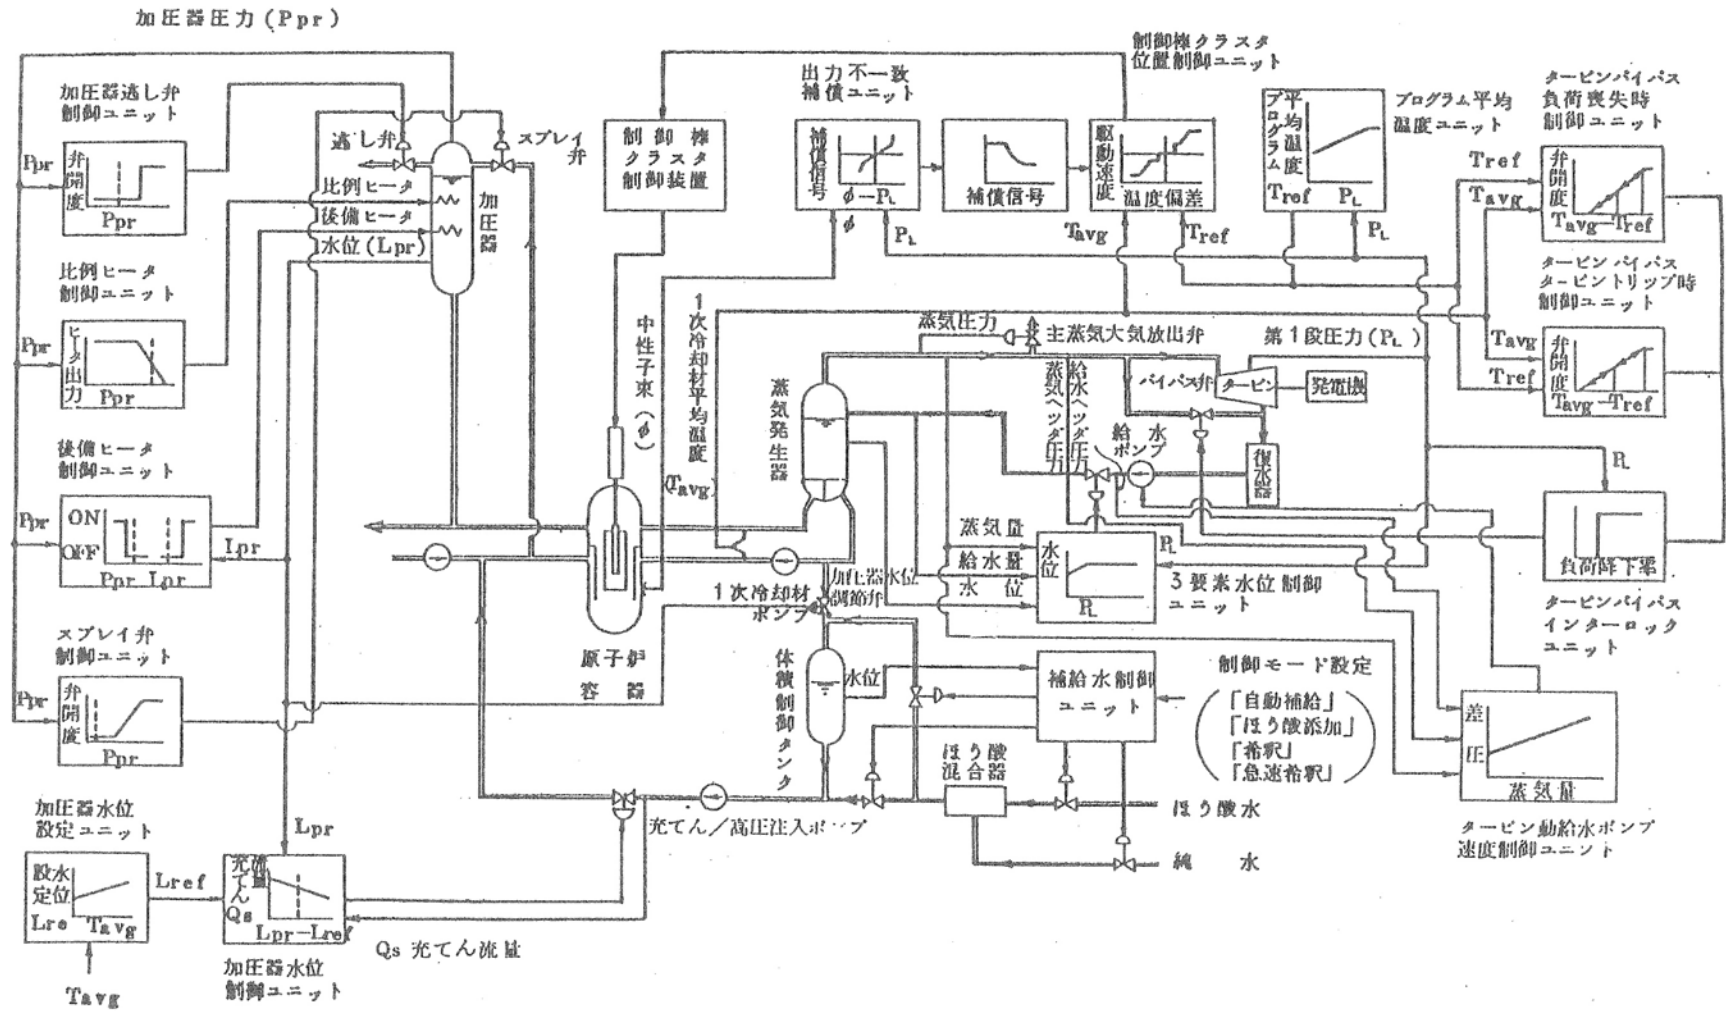 加圧器圧力(Ppr)
加圧器逃し弁
制御ユニット
Ppr
弁開度
Ppr
逃し弁
スプレイ
弁
比例ヒータ
後備ヒータ
水位(Lpr)
加圧器
比例ヒータ
制御ユニット
Ppr
ヒータ出力
Ppr
後備ヒータ
制御ユニット
Ppr
ON
OFF
Ppr Lpr
Lpr
スプレイ弁
制御ユニット
Ppr
弁開度
Ppr
加圧器水位
設定ユニット
設定水位
Lre Tavg
Tavg
Lref
Lpr
充てん流量
Qs
Lpr-Lref
加圧器水位
制御ユニット
Qs 充てん流量
制御棒
クラスタ
制御装置
中性子束(φ)
1次冷却材平均温度
(Tavg)
原子炉
容器
1次冷却材
ポンプ
出力不一致
補償ユニット
補償信号
φ-PL
φ
PL
補償信号
制御棒クラスタ
位置制御ユニット
駆動速度
温度偏差
Tavg
Tref
平均温度
プログラム
Tref PL
PL
プログラム平均
温度ユニット
タービンバイパス
負荷喪失時
制御ユニット
Tref
Tavg
弁開度
Tavg-Tref
タービンバイパス
タービントリップ時
制御ユニット
Tavg
Tref
弁開度
Tavg-Tref
蒸気圧力
主蒸気大気放出弁
第1段圧力(PL)
蒸気発生器
蒸気ヘッダ圧力
給水ヘッダ圧力
バイパス弁
タービン
発電機
給水
ポンプ
復水器
PL
負荷降下率
タービンバイパス
インターロック
ユニット
蒸気量
給水量
水位
水位
PL
PL
3要素水位制御
ユニット
加圧器水位
調節弁
体積制御タンク
水位
補給水制御
ユニット
制御モード設定
「自動補給」
「ほう酸添加」
「希釈」
「急速希釈」
ほう酸
混合器
ほう酸水
純水
充てん/高圧注入ポンプ
差圧
蒸気量
タービン動給水ポンプ
速度制御ユニント